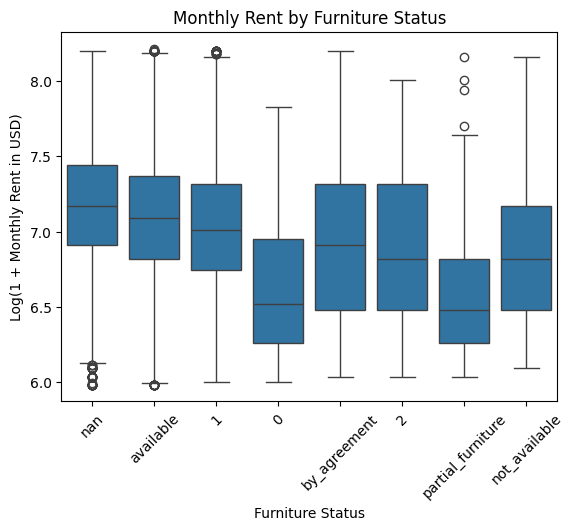 Monthly Rent by Furniture Status
Log(1 + Monthly Rent in USD)
8.0
7.5
7.0
6.5
6.0
nan
available
1
0
by_agreement
2
partial_furniture
not_available
Furniture Status